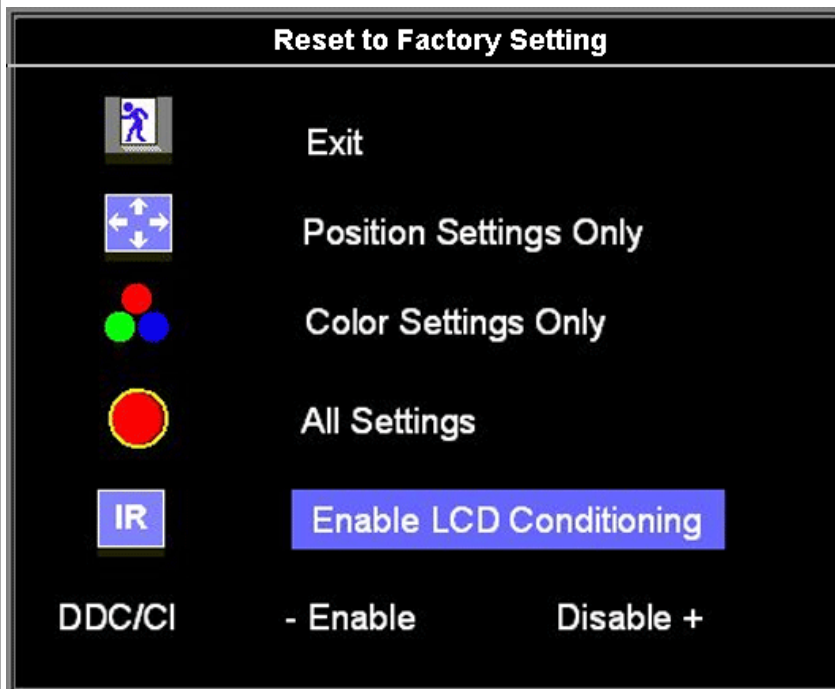 Reset to Factory Setting
Exit
Position Settings Only
Color Settings Only
All Settings
IR Enable LCD Conditioning
DDC/CI - Enable Disable +